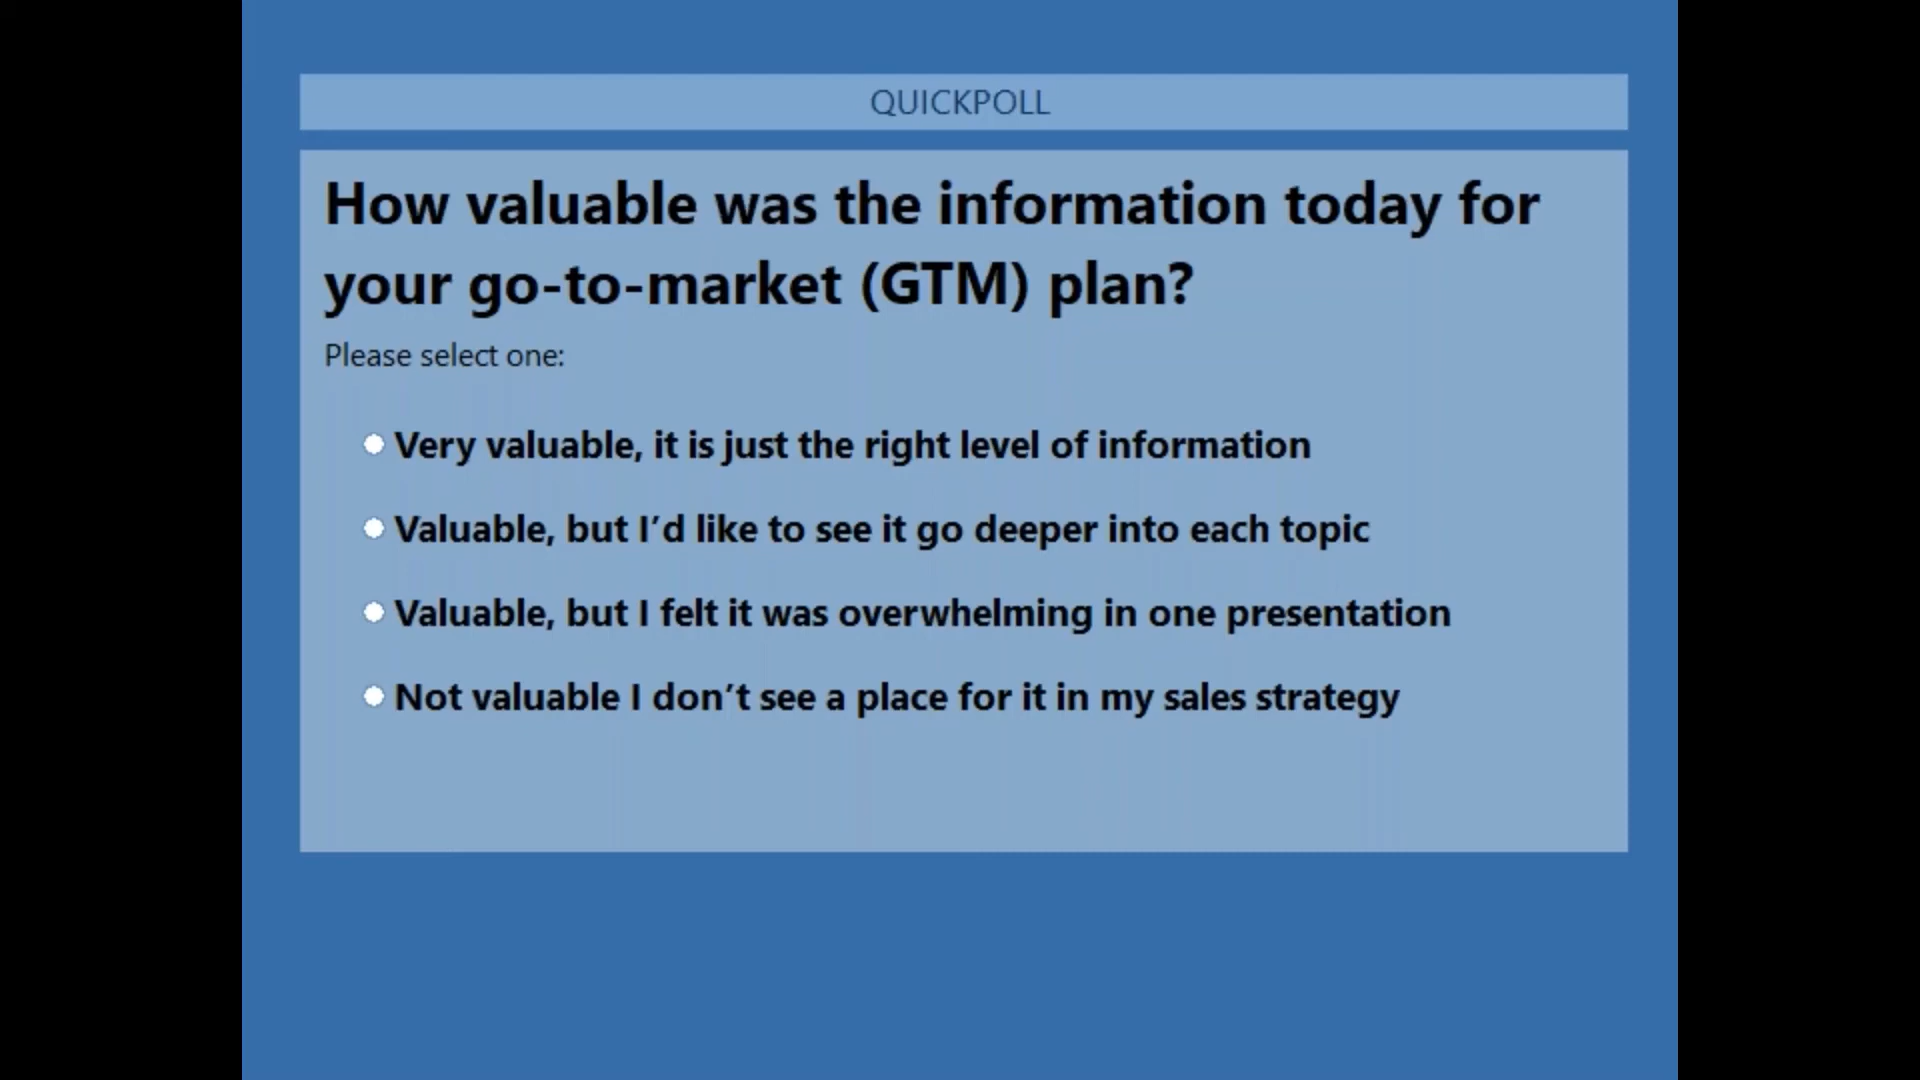 QUICKPOLL
How valuable was the information today for
your go-to-market (GTM) plan?
Please select one:
Very valuable, it is just the right level of information
Valuable, but I’d like to see it go deeper into each topic
Valuable, but I felt it was overwhelming in one presentation
Not valuable I don’t see a place for it in my sales strategy